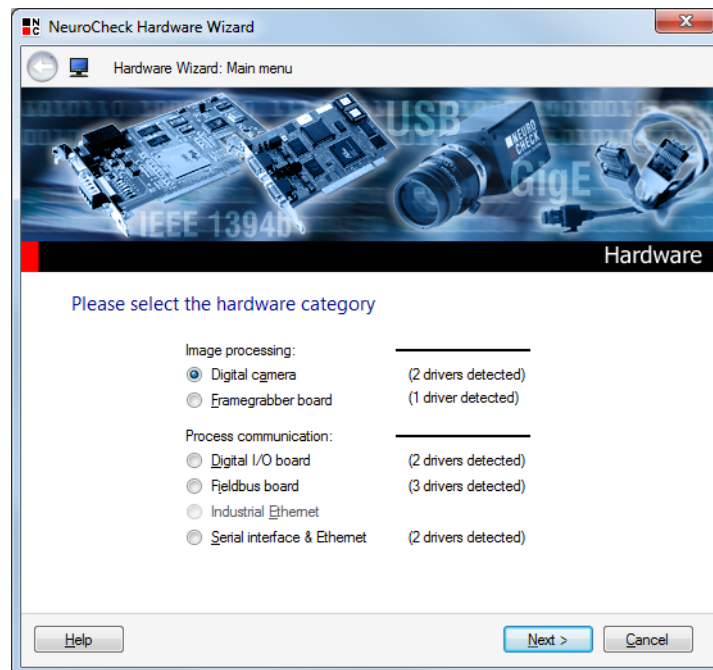 NeuroCheck Hardware Wizard
Hardware Wizard: Main menu
USB
NEURO
CHECK
GigE
IEEE 1394b
Hardware
Please select the hardware category
Image processing:
Digital camera (2 drivers detected)
Framegrabber board (1 driver detected)
Process communication:
Digital I/O board (2 drivers detected)
Fieldbus board (3 drivers detected)
Industrial Ethernet
Serial interface & Ethernet (2 drivers detected)
Help Next > Cancel